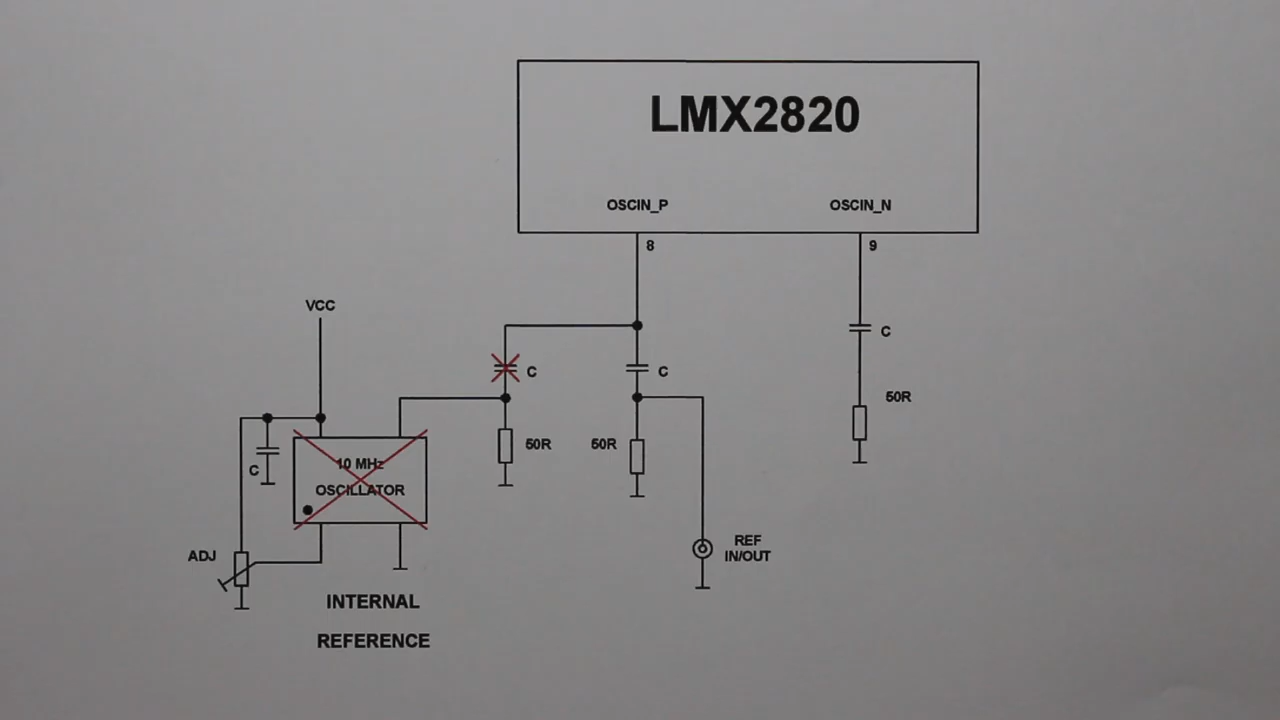 LMX2820
OSCIN_P
OSCIN_N
8
9
VCC
C
C
C
50R
50R
50R
C
10 MHz
OSCILLATOR
ADJ
REF
IN/OUT
INTERNAL
REFERENCE